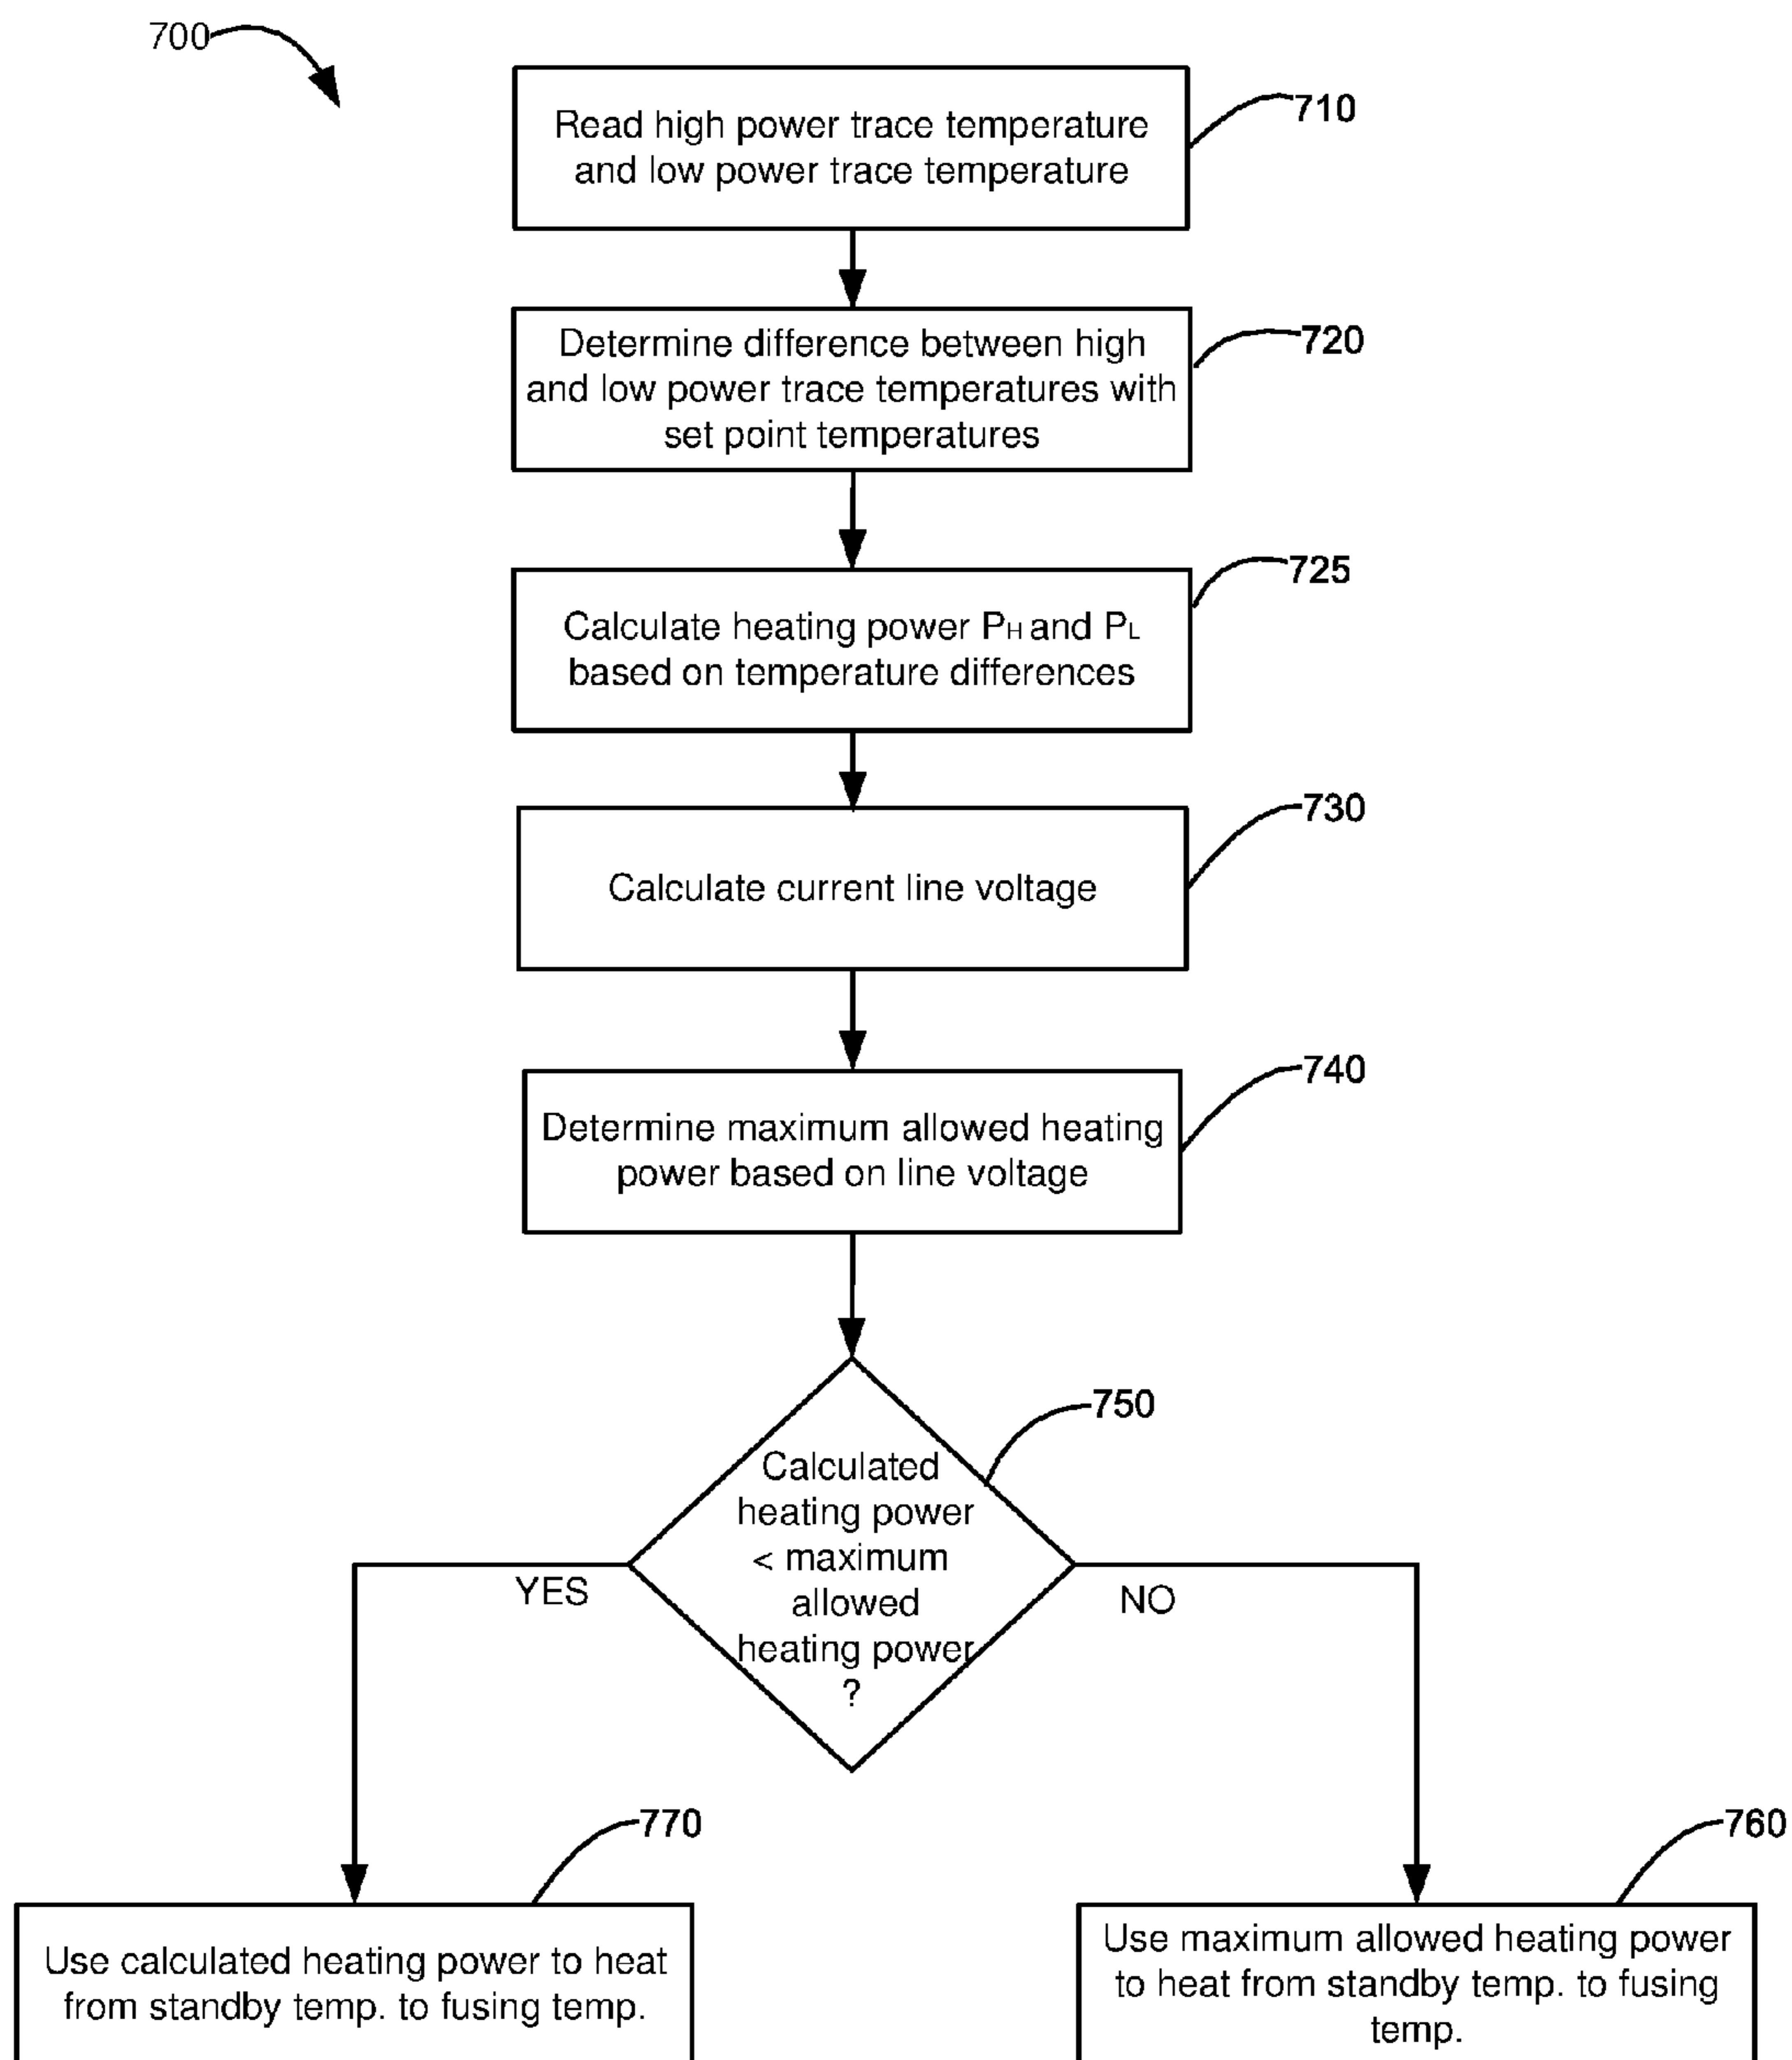 700
Read high power trace temperature
and low power trace temperature
710
Determine difference between high
and low power trace temperatures with
set point temperatures
720
Calculate heating power PH and PL
based on temperature differences
725
Calculate current line voltage
730
Determine maximum allowed heating
power based on line voltage
740
Calculated
heating power
< maximum
allowed
heating power
?
750
YES
NO
Use calculated heating power to heat
from standby temp. to fusing temp.
770
Use maximum allowed heating power
to heat from standby temp. to fusing
temp.
760